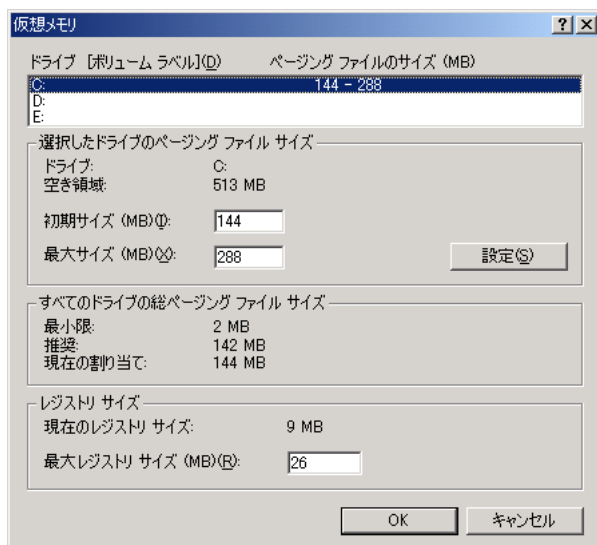 仮想メモリ
ドライブ [ボリューム ラベル](D) ページング ファイルのサイズ (MB)
C: 144 - 288
D:
E:
選択したドライブのページング ファイル サイズ
ドライブ: C:
空き領域: 513 MB
初期サイズ (MB)(I): 144
最大サイズ (MB)(X): 288
設定(S)
すべてのドライブの総ページング ファイル サイズ
最小限: 2 MB
推奨: 142 MB
現在の割り当て: 144 MB
レジストリ サイズ
現在のレジストリ サイズ: 9 MB
最大レジストリ サイズ (MB)(R): 26
OK キャンセル